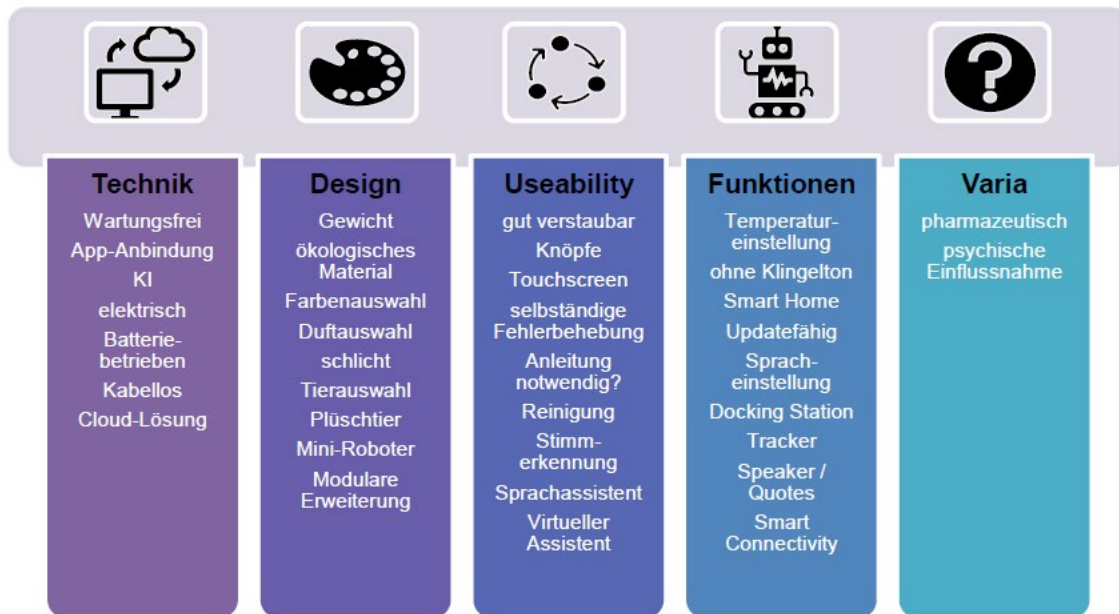 Technik
Wartungsfrei
App-Anbindung
KI
elektrisch
Batterie-
betrieben
Kabellos
Cloud-Lösung
Design
Gewicht
ökologisches
Material
Farbenauswahl
Duftauswahl
schlicht
Tierauswahl
Plüschtier
Mini-Roboter
Modulare
Erweiterung
Useability
gut verstaubar
Knöpfe
Touchscreen
selbständige
Fehlerbehebung
Anleitung
notwendig?
Reinigung
Stimm-
erkennung
Sprachassistent
Virtueller
Assistent
Funktionen
Temperatur-
einstellung
ohne Klingelton
Smart Home
Updatefähig
Sprach-
einstellung
Docking Station
Tracker
Speaker /
Quotes
Smart
Connectivity
Varia
pharmazeutisch
psychische
Einflussnahme